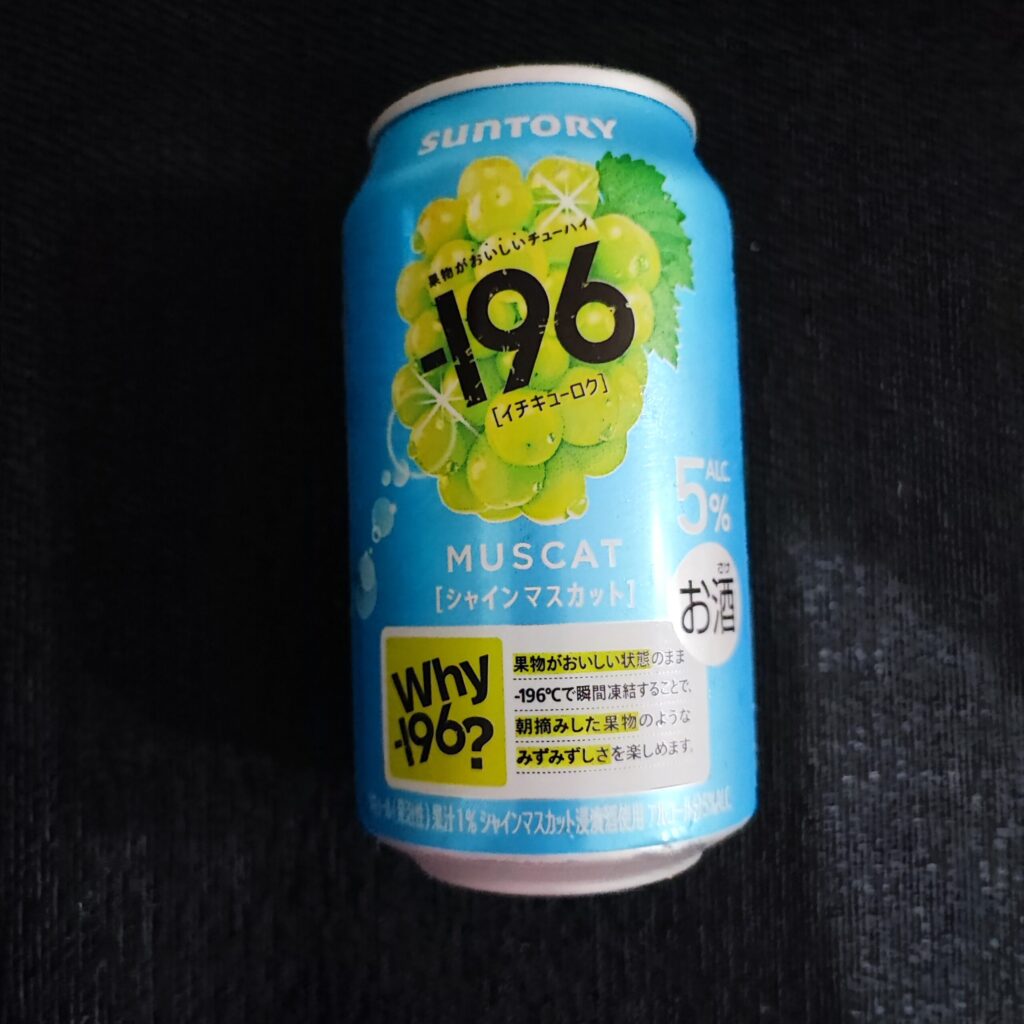 SUNTORY
果物がおいしいチューハイ
-196
[イチキューロク]
ALC.
5%
MUSCAT
[シャインマスカット]
さけ
お酒
Why
-196?
果物がおいしい状態のまま
-196℃で瞬間凍結することで、
朝摘みした果物のような
みずみずしさを楽しめます。
果汁1% シャインマスカット浸漬酒使用